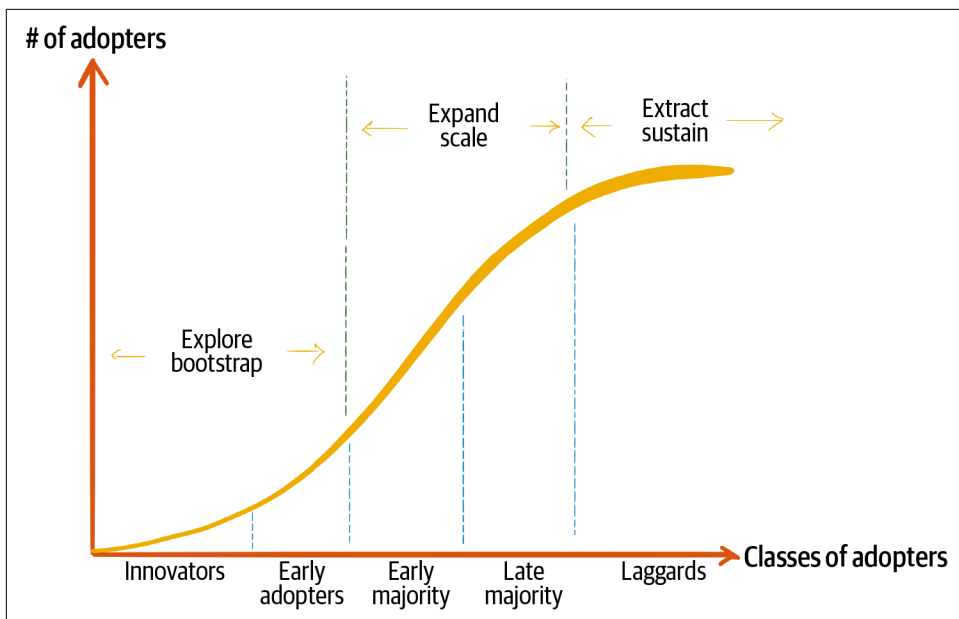 # of adopters
Expand
scale
Extract
sustain
Explore
bootstrap
Classes of adopters
Innovators
Early
adopters
Early
majority
Late
majority
Laggards